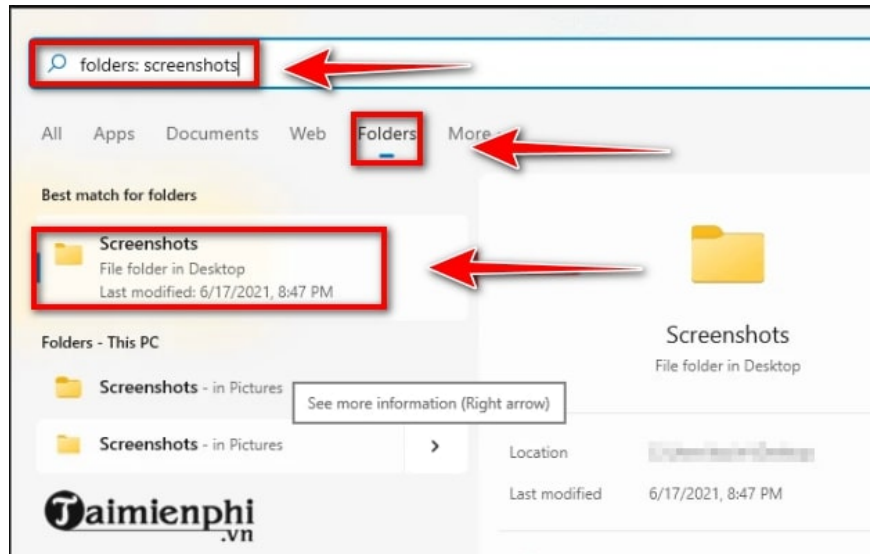 folders: screenshots
All Apps Documents Web Folders More
Best match for folders
Screenshots
File folder in Desktop
Last modified: 6/17/2021, 8:47 PM
Folders - This PC
Screenshots - in Pictures
See more information (Right arrow)
Screenshots - in Pictures
Screenshots
File folder in Desktop
Location
Last modified 6/17/2021, 8:47 PM
Taimienphi
.vn